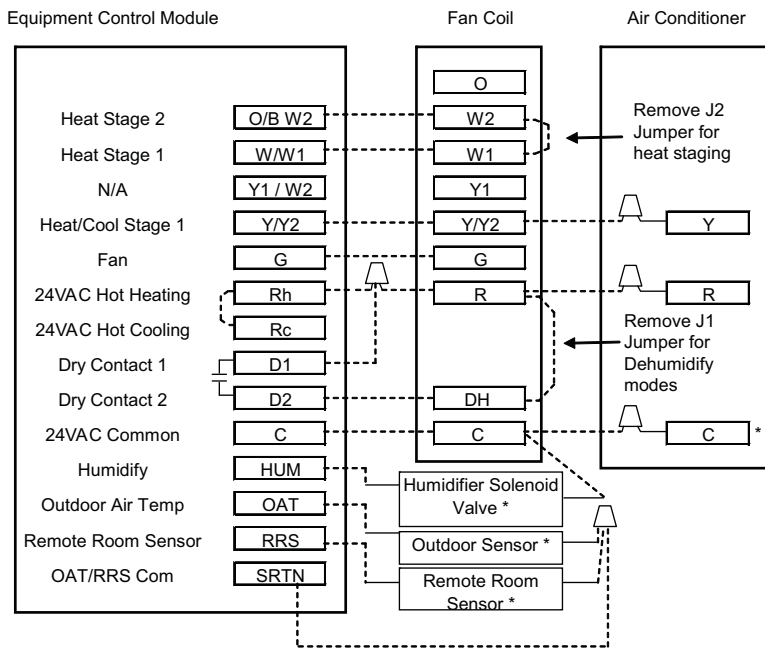 Equipment Control Module
Fan Coil
Air Conditioner
O
Heat Stage 2 O/B W2 W2
Heat Stage 1 W/W1 W1
Remove J2
Jumper for
heat staging
N/A Y1 / W2 Y1
Heat/Cool Stage 1 Y/Y2 Y/Y2 Y
Fan G G
24VAC Hot Heating Rh R R
24VAC Hot Cooling Rc
Remove J1
Jumper for
Dehumidify
modes
Dry Contact 1 D1
Dry Contact 2 D2 DH
24VAC Common C C C *
Humidify HUM
Humidifier Solenoid
Valve *
Outdoor Air Temp OAT
Outdoor Sensor *
Remote Room Sensor RRS
Remote Room
Sensor *
OAT/RRS Com SRTN